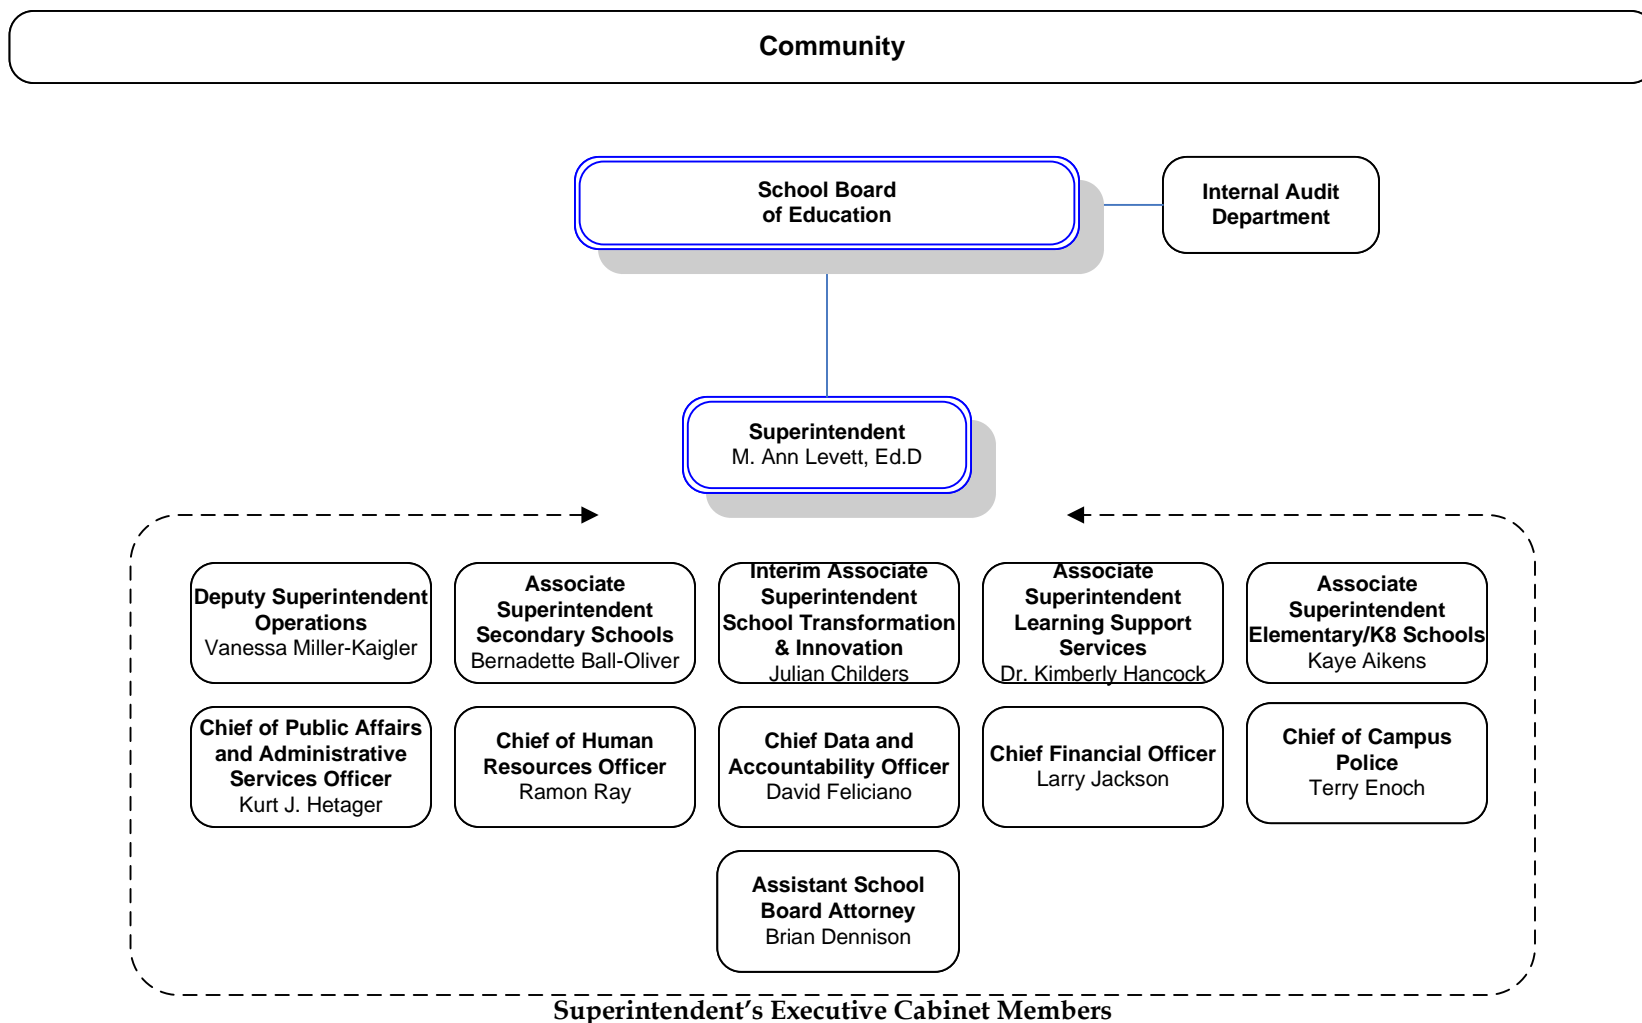 Community
School Board
of Education
Internal Audit
Department
Superintendent
M. Ann Levett, Ed.D
Deputy Superintendent
Operations
Vanessa Miller-Kaigler
Associate
Superintendent
Secondary Schools
Bernadette Ball-Oliver
Interim Associate
Superintendent
School Transformation
& Innovation
Julian Childers
Associate
Superintendent
Learning Support
Services
Dr. Kimberly Hancock
Associate
Superintendent
Elementary/K8 Schools
Kaye Aikens
Chief of Public Affairs
and Administrative
Services Officer
Kurt J. Hetager
Chief of Human
Resources Officer
Ramon Ray
Chief Data and
Accountability Officer
David Feliciano
Chief Financial Officer
Larry Jackson
Chief of Campus
Police
Terry Enoch
Assistant School
Board Attorney
Brian Dennison
Superintendent’s Executive Cabinet Members